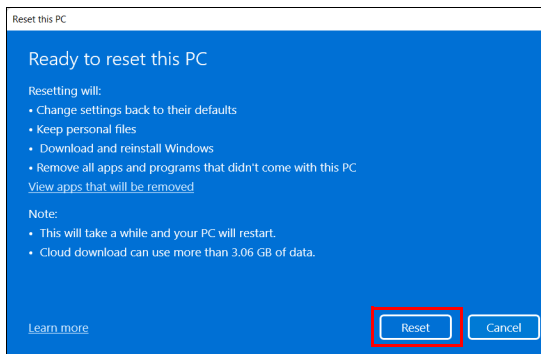 Reset this PC
Ready to reset this PC
Resetting will:
• Change settings back to their defaults
• Keep personal files
• Download and reinstall Windows
• Remove all apps and programs that didn't come with this PC
View apps that will be removed
Note:
• This will take a while and your PC will restart.
• Cloud download can use more than 3.06 GB of data.
Learn more
Reset
Cancel